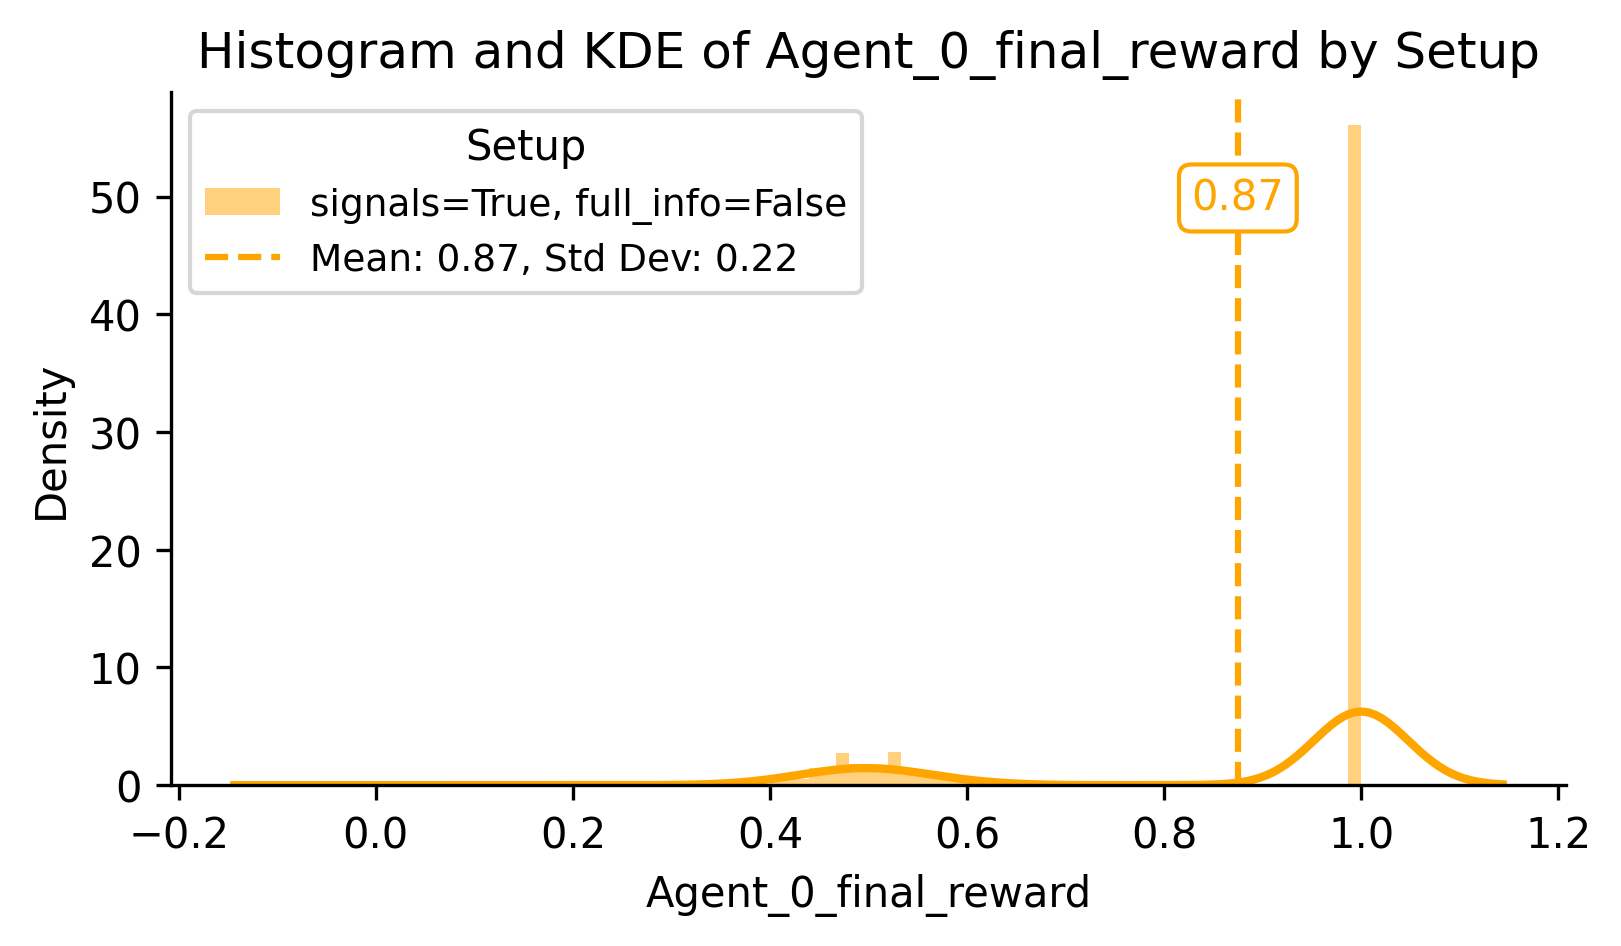 Histogram and KDE of Agent_0_final_reward by Setup
Setup
signals=True, full_info=False
Mean: 0.87, Std Dev: 0.22
0.87
50
40
30
20
10
0
Density
−0.2
0.0
0.2
0.4
0.6
0.8
1.0
1.2
Agent_0_final_reward